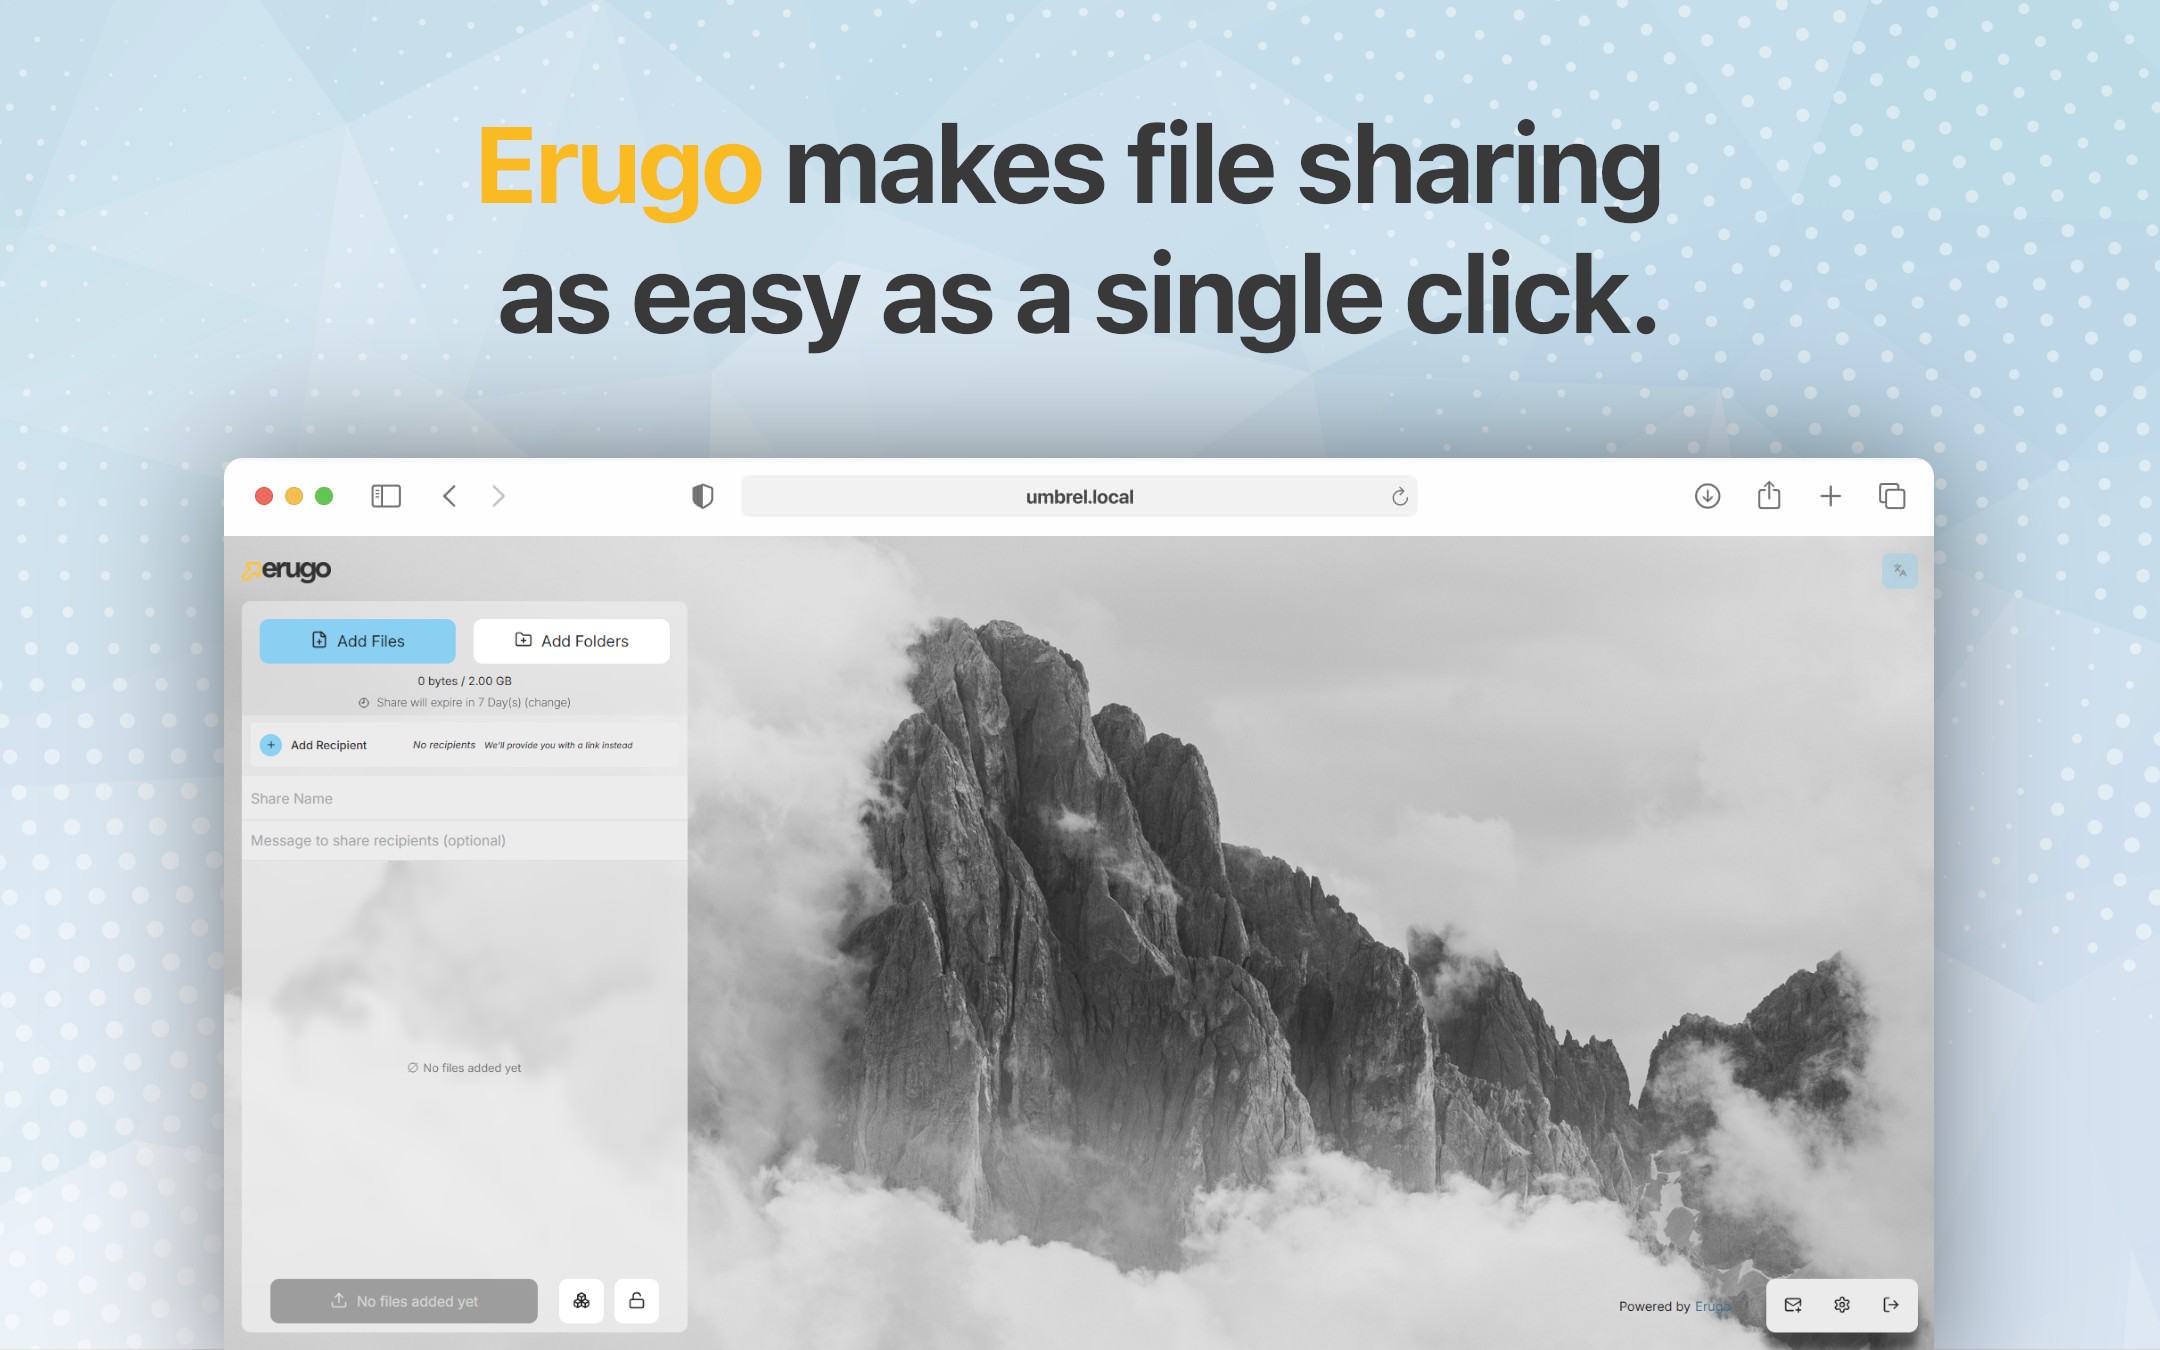 Erugo makes file sharing
as easy as a single click.
umbrel.local
erugo
Add Files
Add Folders
0 bytes / 2.00 GB
Share will expire in 7 Day(s) (change)
Add Recipient
No recipients We'll provide you with a link instead
Share Name
Message to share recipients (optional)
No files added yet
No files added yet
Powered by Erugo